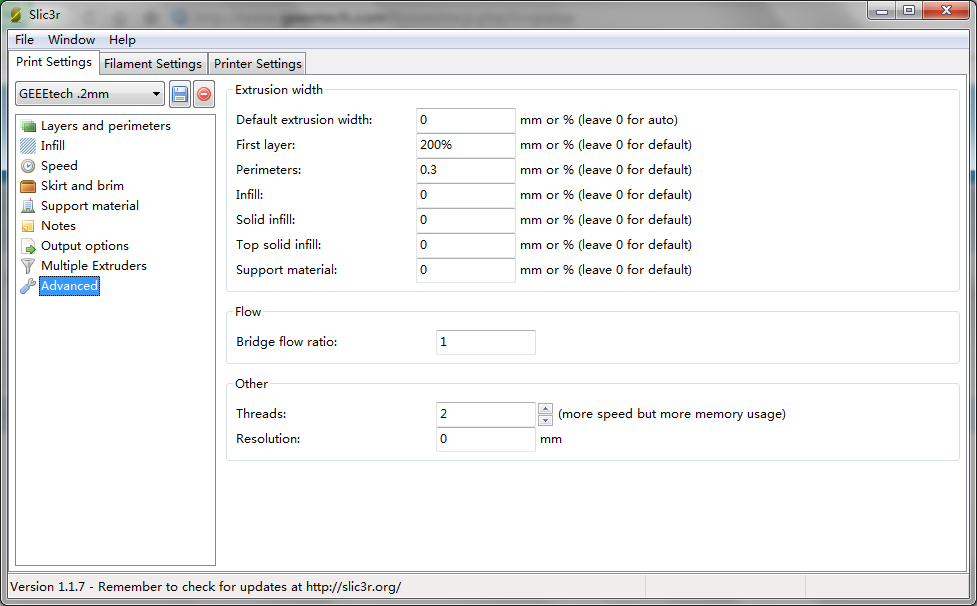 Slic3r
File Window Help
Print Settings Filament Settings Printer Settings
GEEEtech .2mm
Layers and perimeters
Infill
Speed
Skirt and brim
Support material
Notes
Output options
Multiple Extruders
Advanced
Extrusion width
Default extrusion width: 0 mm or % (leave 0 for auto)
First layer: 200% mm or % (leave 0 for default)
Perimeters: 0.3 mm or % (leave 0 for default)
Infill: 0 mm or % (leave 0 for default)
Solid infill: 0 mm or % (leave 0 for default)
Top solid infill: 0 mm or % (leave 0 for default)
Support material: 0 mm or % (leave 0 for default)
Flow
Bridge flow ratio: 1
Other
Threads: 2 (more speed but more memory usage)
Resolution: 0 mm
Version 1.1.7 - Remember to check for updates at http://slic3r.org/